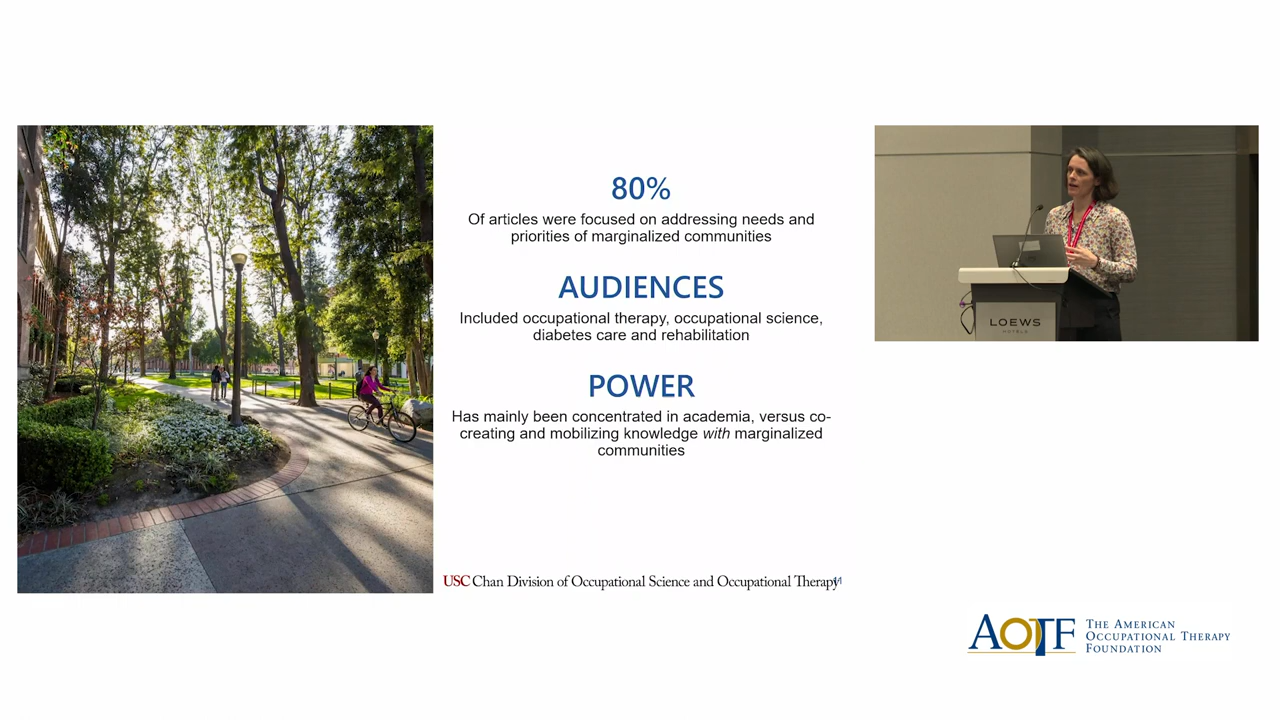 80%
Of articles were focused on addressing needs and
priorities of marginalized communities
AUDIENCES
Included occupational therapy, occupational science,
diabetes care and rehabilitation
POWER
Has mainly been concentrated in academia, versus co-
creating and mobilizing knowledge with marginalized
communities
USC Chan Division of Occupational Science and Occupational Therapy
LOEWS
HOTELS
AOTF
THE AMERICAN
OCCUPATIONAL THERAPY
FOUNDATION